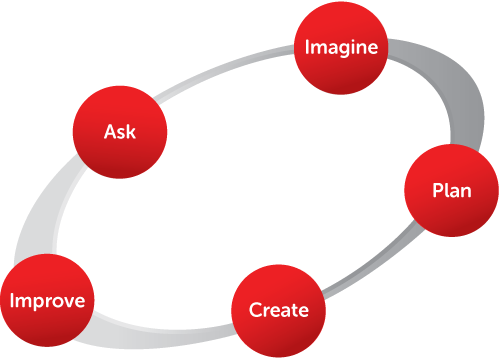 Imagine
Ask
Plan
Improve
Create